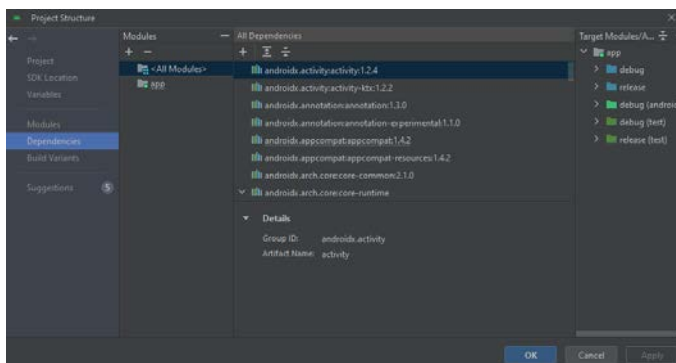 Project Structure
Project
SDK Location
Variables
Modules
Dependencies
Build Variants
Suggestions 5
Modules
<All Modules>
app
All Dependencies
androidx.activity:activity:1.2.4
androidx.activity:activity-ktx:1.2.2
androidx.annotation:annotation:1.3.0
androidx.annotation:annotation-experimental:1.1.0
androidx.appcompat:appcompat:1.4.2
androidx.appcompat:appcompat-resources:1.4.2
androidx.arch.core:core-common:2.1.0
androidx.arch.core:core-runtime
Details
Group ID: androidx.activity
Artifact Name: activity
Target Modules/A...
app
debug
release
debug (androic
debug (test)
release (test)
OK
Cancel
Apply